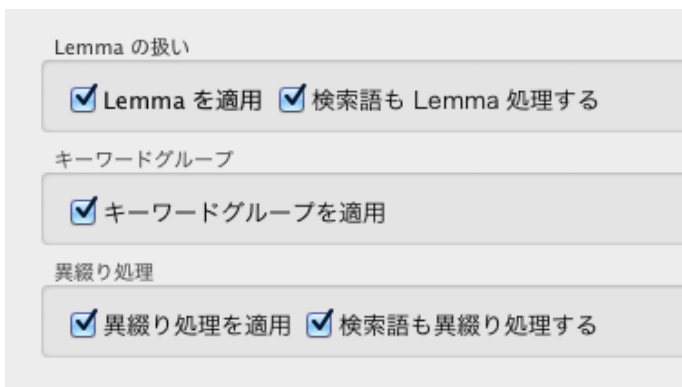 Lemma の扱い
Lemma を適用 検索語も Lemma 処理する
キーワードグループ
キーワードグループを適用
異綴り処理
異綴り処理を適用 検索語も異綴り処理する